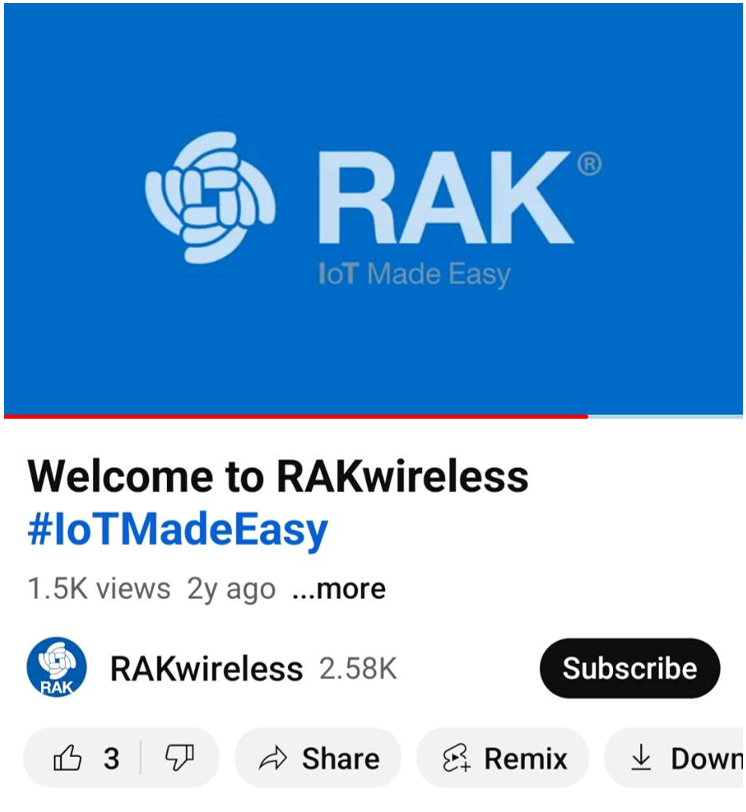 RAK®
IoT Made Easy
Welcome to RAKwireless
#IoTMadeEasy
1.5K views 2y ago ...more
RAK
RAKwireless 2.58K
Subscribe
3
Share
Remix
Down